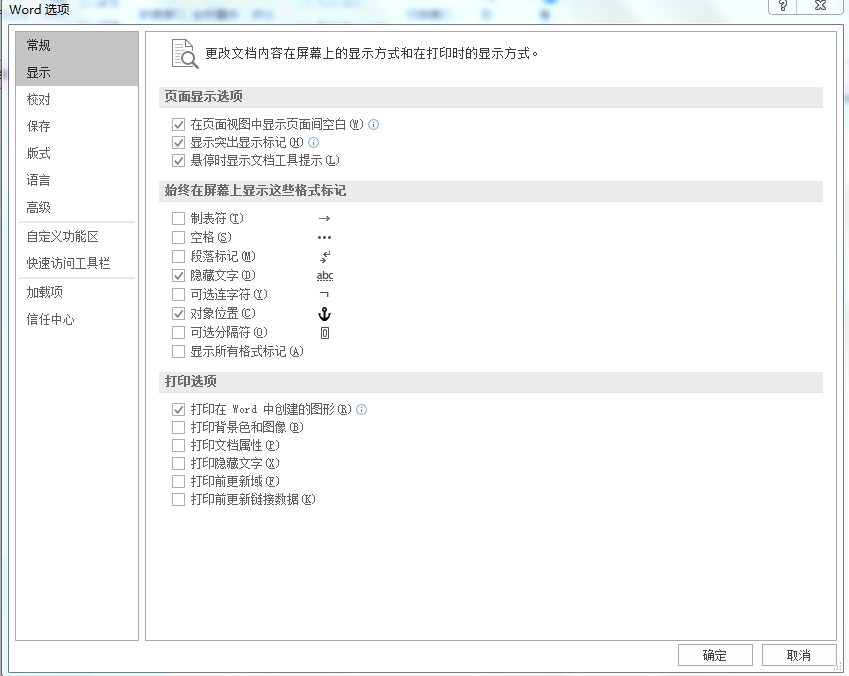 Word 选项
常规
显示
校对
保存
版式
语言
高级
自定义功能区
快速访问工具栏
加载项
信任中心
更改文档内容在屏幕上的显示方式和在打印时的显示方式。
页面显示选项
在页面视图中显示页面间空白(W)
显示突出显示标记(H)
悬停时显示文档工具提示(L)
始终在屏幕上显示这些格式标记
制表符(T) →
空格(S) ···
段落标记(M)
隐藏文字(D) abc
可选连字符(Y) ¬
对象位置(C)
可选分隔符(O)
显示所有格式标记(A)
打印选项
打印在 Word 中创建的图形(R)
打印背景色和图像(B)
打印文档属性(P)
打印隐藏文字(X)
打印前更新域(F)
打印前更新链接数据(K)
确定 取消